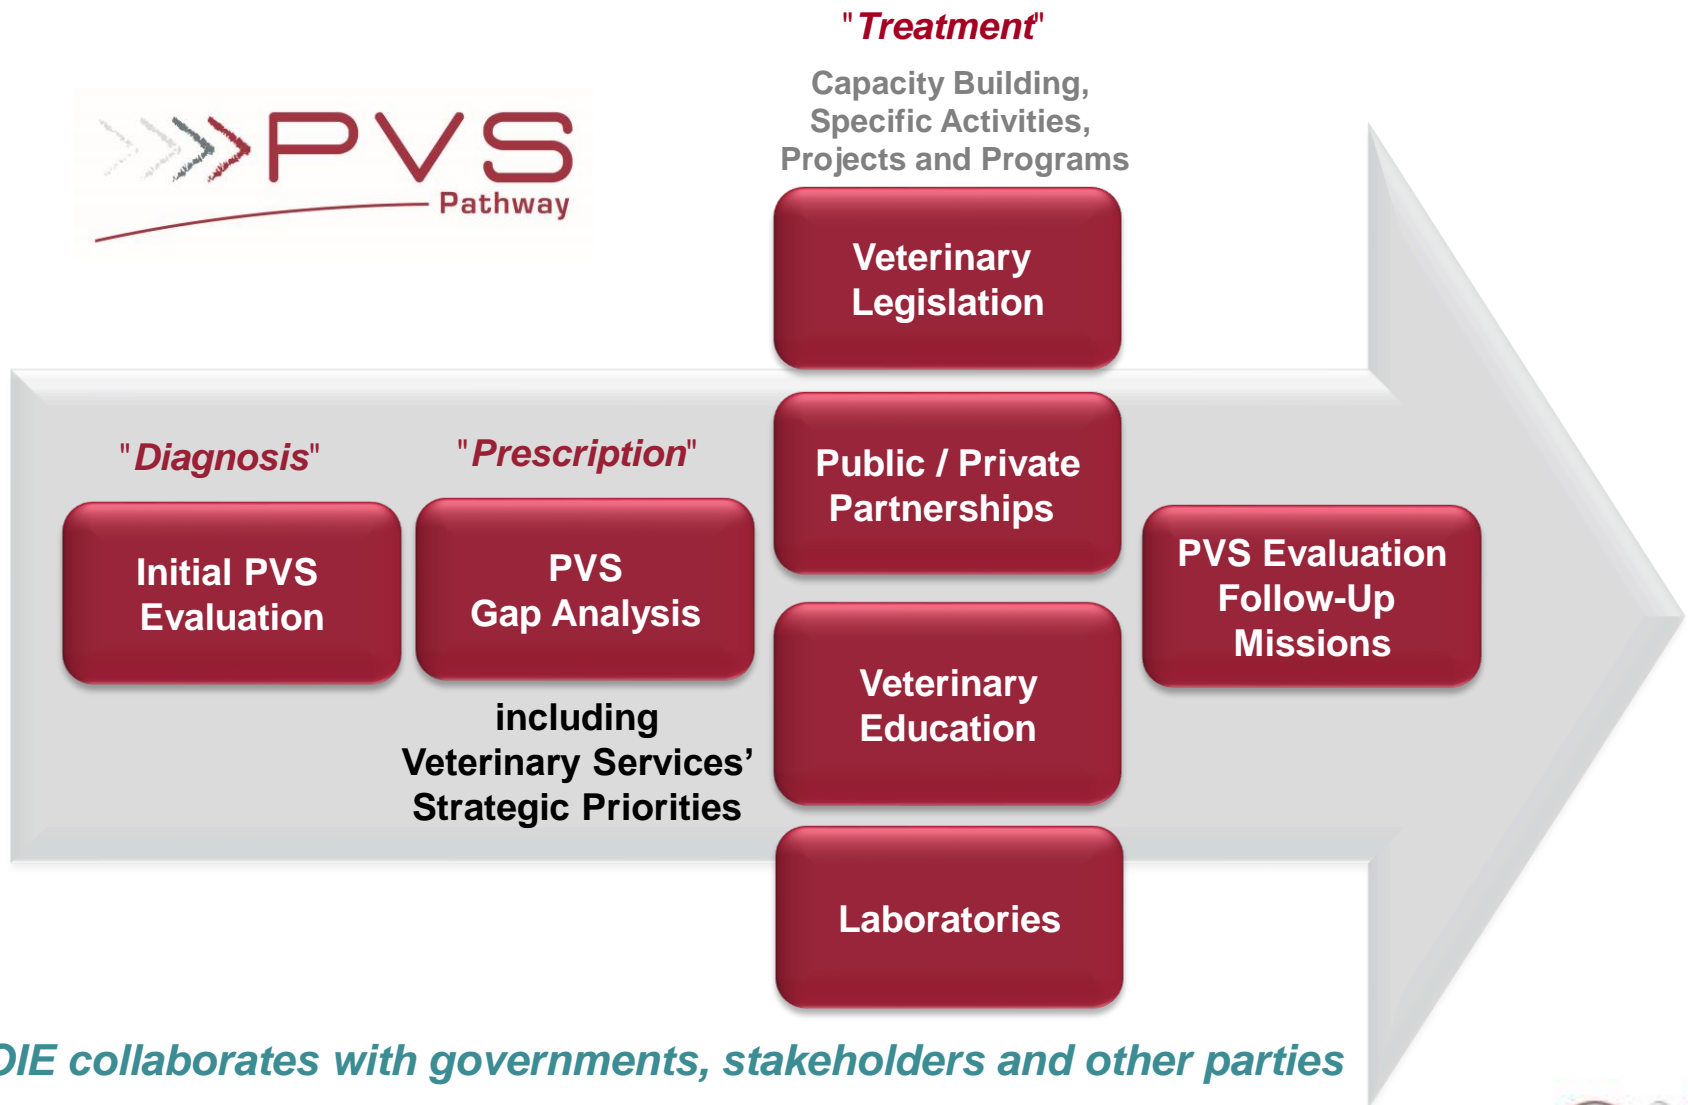 "Treatment"
Capacity Building,
Specific Activities,
Projects and Programs
PVS
Pathway
Veterinary
Legislation
"Diagnosis"
"Prescription"
Public / Private
Partnerships
Initial PVS
Evaluation
PVS
Gap Analysis
PVS Evaluation
Follow-Up
Missions
including
Veterinary Services’
Strategic Priorities
Veterinary
Education
Laboratories
OIE collaborates with governments, stakeholders and other parties